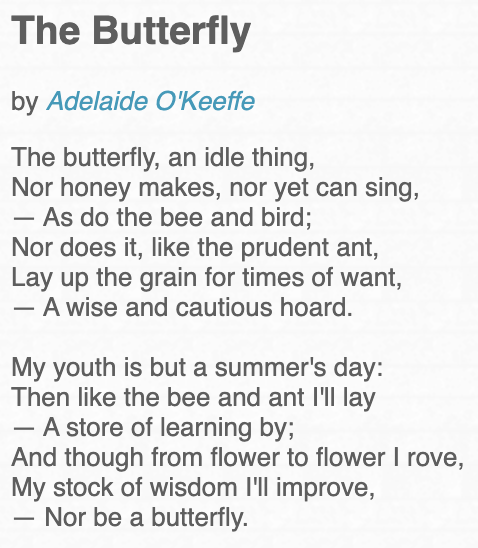 The Butterfly
by Adelaide O'Keeffe
The butterfly, an idle thing,
Nor honey makes, nor yet can sing,
— As do the bee and bird;
Nor does it, like the prudent ant,
Lay up the grain for times of want,
— A wise and cautious hoard.

My youth is but a summer's day:
Then like the bee and ant I'll lay
— A store of learning by;
And though from flower to flower I rove,
My stock of wisdom I'll improve,
— Nor be a butterfly.